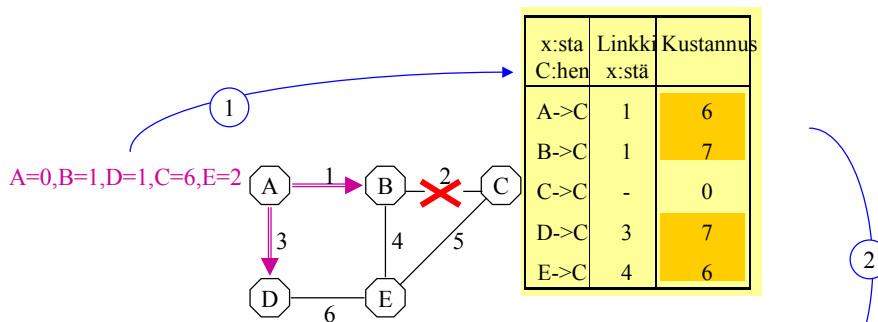 x:sta Linkki Kustannus
C:hen x:stä
A->C 1 6
B->C 1 7
C->C - 0
D->C 3 7
E->C 4 6
1
A=0,B=1,D=1,C=6,E=2
A 1 B 2 C
3 4 5
D 6 E
2